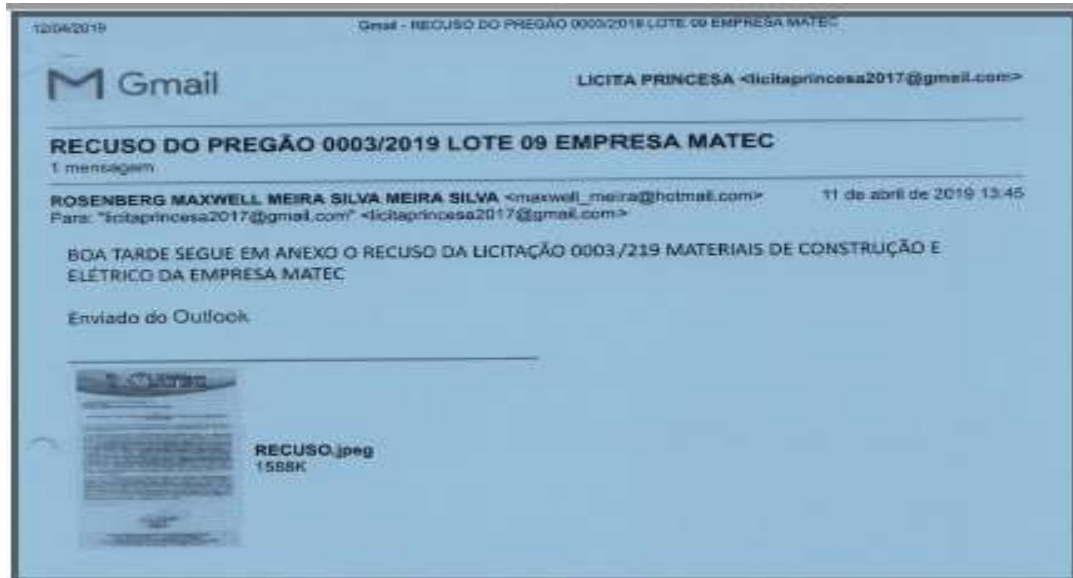 12/04/2019 Gmail - RECUSO DO PREGÃO 0003/2019 LOTE 09 EMPRESA MATEC
Gmail LICITA PRINCESA <licitaprincesa2017@gmail.com>
RECUSO DO PREGÃO 0003/2019 LOTE 09 EMPRESA MATEC
1 mensagem
ROSENBERG MAXWELL MEIRA SILVA MEIRA SILVA <maxwell_meira@hotmail.com> 11 de abril de 2019 13:45
Para: "licitaprincesa2017@gmail.com" <licitaprincesa2017@gmail.com>
BOA TARDE SEGUE EM ANEXO O RECUSO DA LICITAÇÃO 0003./219 MATERIAIS DE CONSTRUÇÃO E
ELÉTRICO DA EMPRESA MATEC
Enviado do Outlook
RECUSO.jpeg
1588K